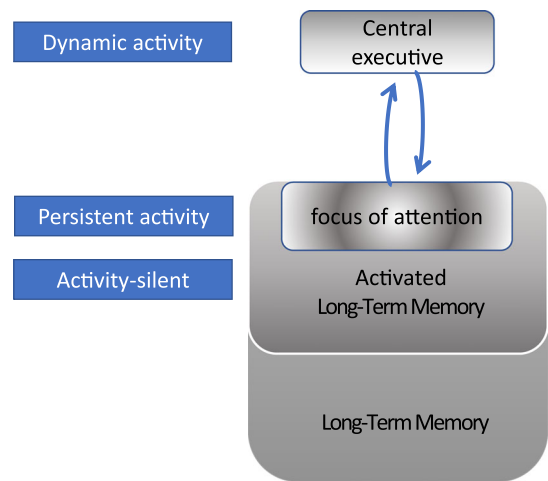 Dynamic activity
Central
executive
Persistent activity
focus of attention
Activity-silent
Activated
Long-Term Memory
Long-Term Memory